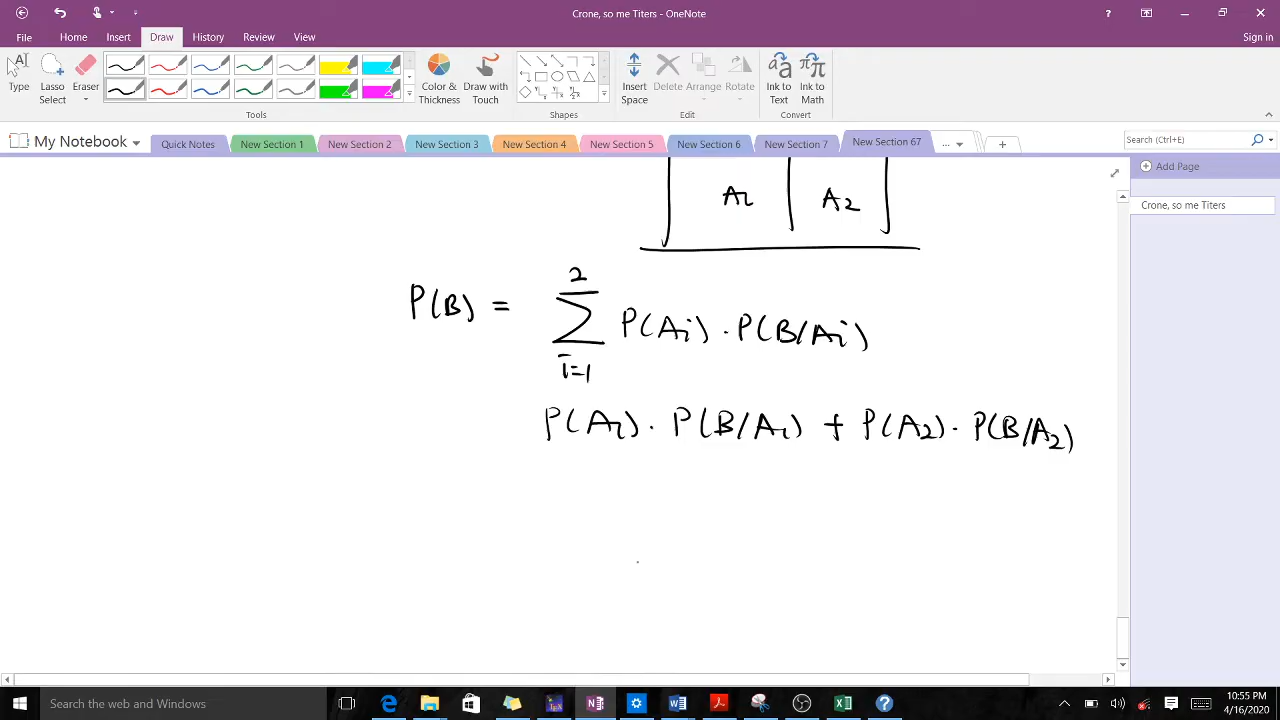 Crone, so me Titers - OneNote
File Home Insert Draw History Review View Sign in
Type Lasso Select Eraser Color & Thickness Draw with Touch Insert Space Delete Arrange Rotate Ink to Text Ink to Math
Tools Shapes Edit Convert
My Notebook Quick Notes New Section 1 New Section 2 New Section 3 New Section 4 New Section 5 New Section 6 New Section 7 New Section 67 ... Search (Ctrl+E)
Add Page
Crone, so me Titers
A1 A2
P(B) = ∑ i=1 2 P(Ai) . P(B/Ai)
P(A1) . P(B/A1) + P(A2) . P(B/A2)
Search the web and Windows
10:55 PM
4/16/2020